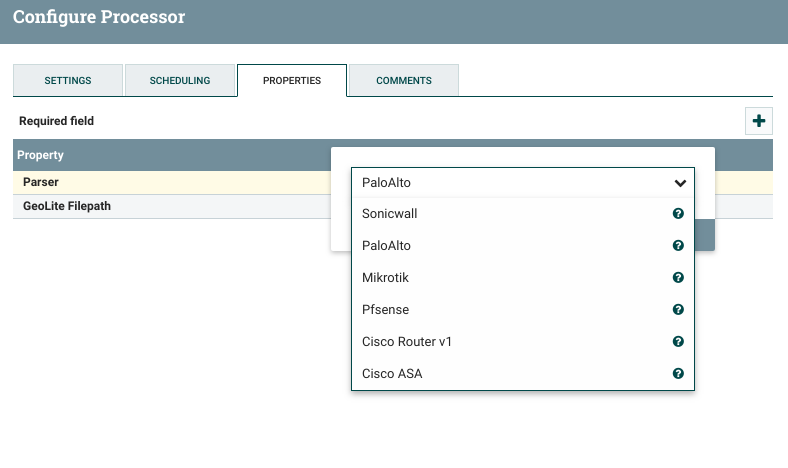 Configure Processor
SETTINGS
SCHEDULING
PROPERTIES
COMMENTS
Required field
Property
Parser
GeoLite Filepath
PaloAlto
Sonicwall
PaloAlto
Mikrotik
Pfsense
Cisco Router v1
Cisco ASA